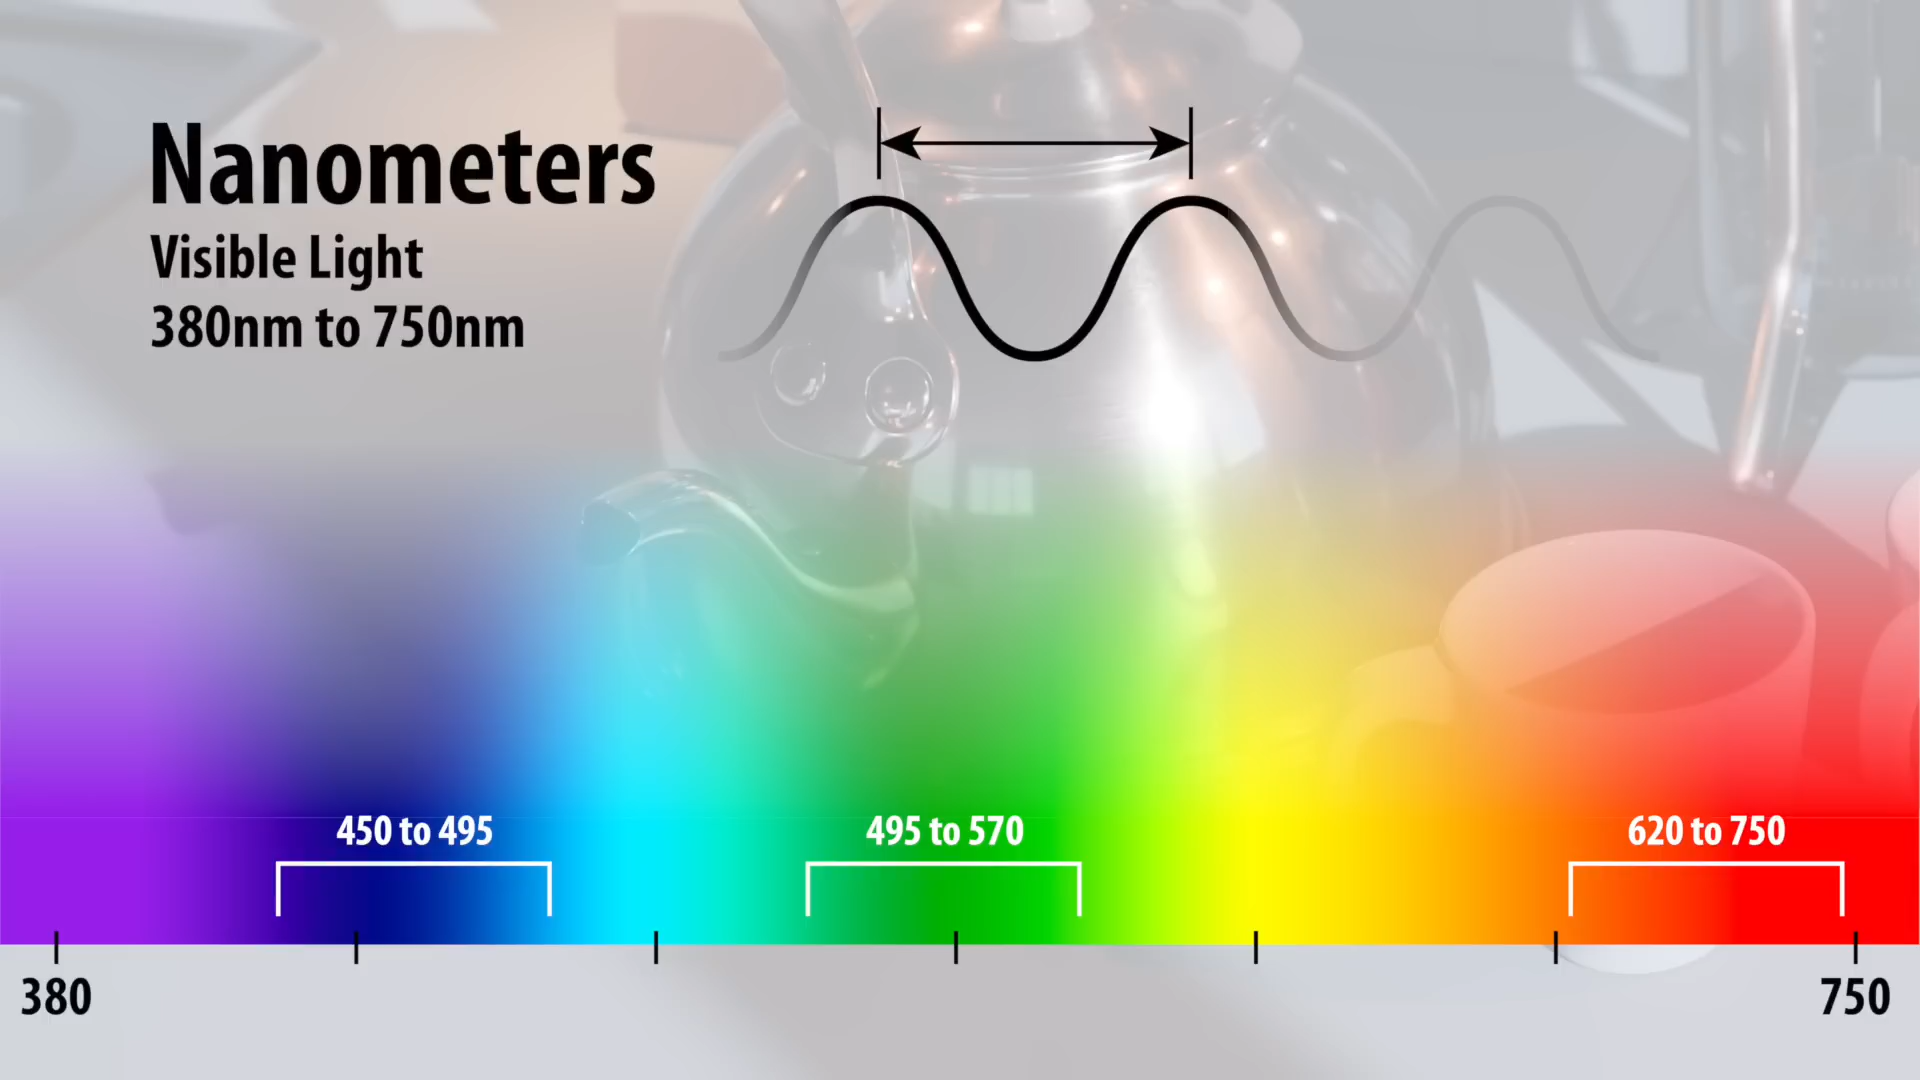 Nanometers
Visible Light
380nm to 750nm
450 to 495
495 to 570
620 to 750
380
750